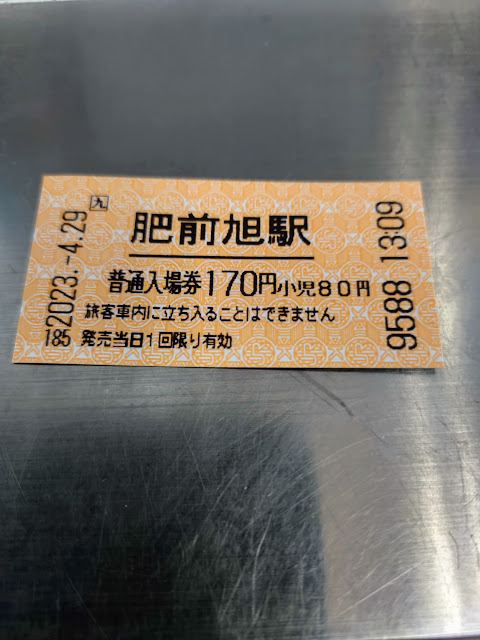 九
肥前旭駅
普通入場券170円小児80円
旅客車内に立ち入ることはできません
発売当日1回限り有効
2023.-4.29
185
9588 13:09